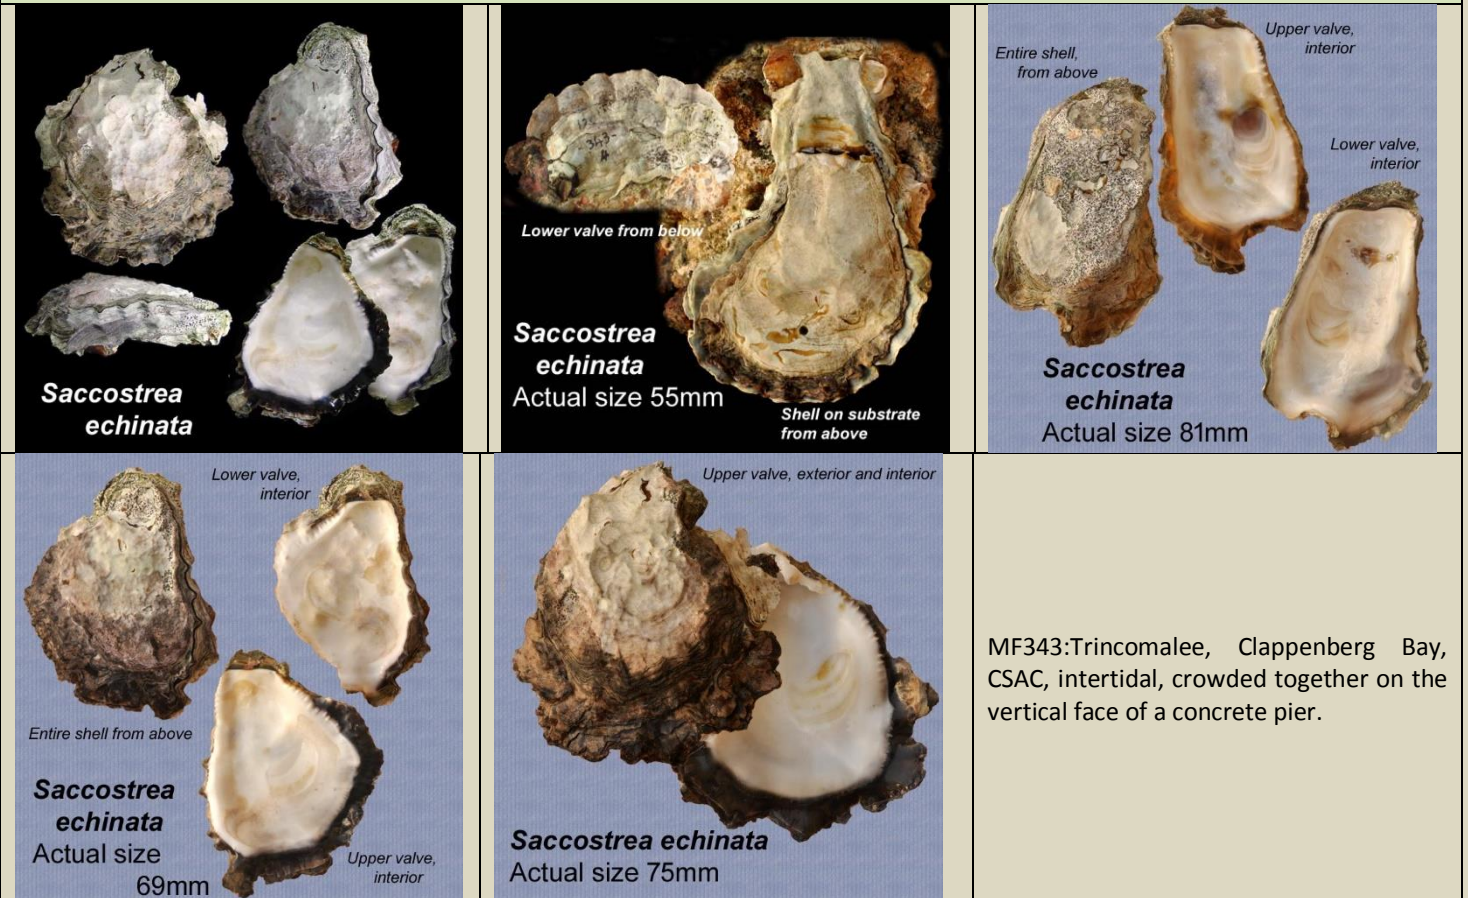 Saccostrea
echinata
343
A
Lower valve from below
Saccostrea
echinata
Actual size 55mm
Shell on substrate
from above
Entire shell,
from above
Upper valve,
interior
Lower valve,
interior
Saccostrea
echinata
Actual size 81mm
Lower valve,
interior
Entire shell from above
Saccostrea
echinata
Actual size
69mm
Upper valve,
interior
Upper valve, exterior and interior
Saccostrea echinata
Actual size 75mm
MF343:Trincomalee, Clappenberg Bay,
CSAC, intertidal, crowded together on the
vertical face of a concrete pier.